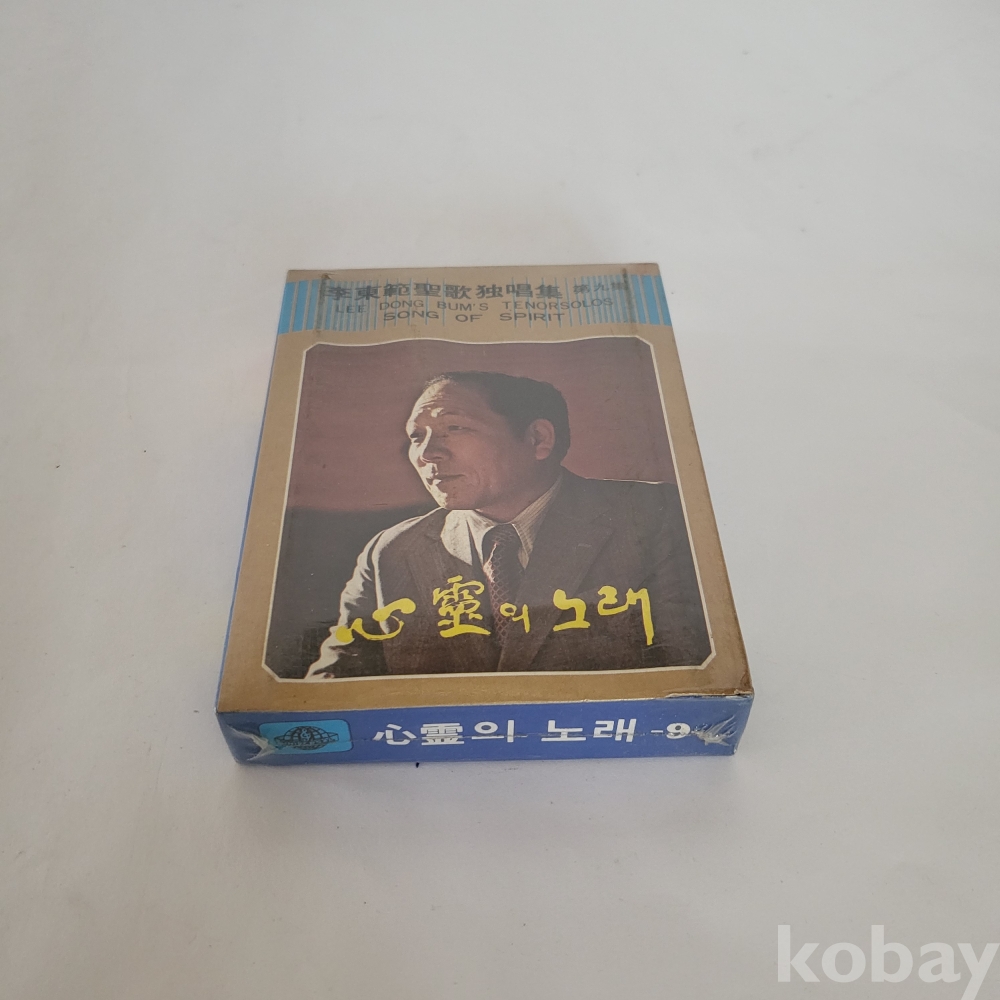 李東範聖歌独唱集 第九集
LEE DONG BUM'S TENORSOLOS
SONG OF SPIRIT
心靈의 노래
心霊의 노래 -9
kobay